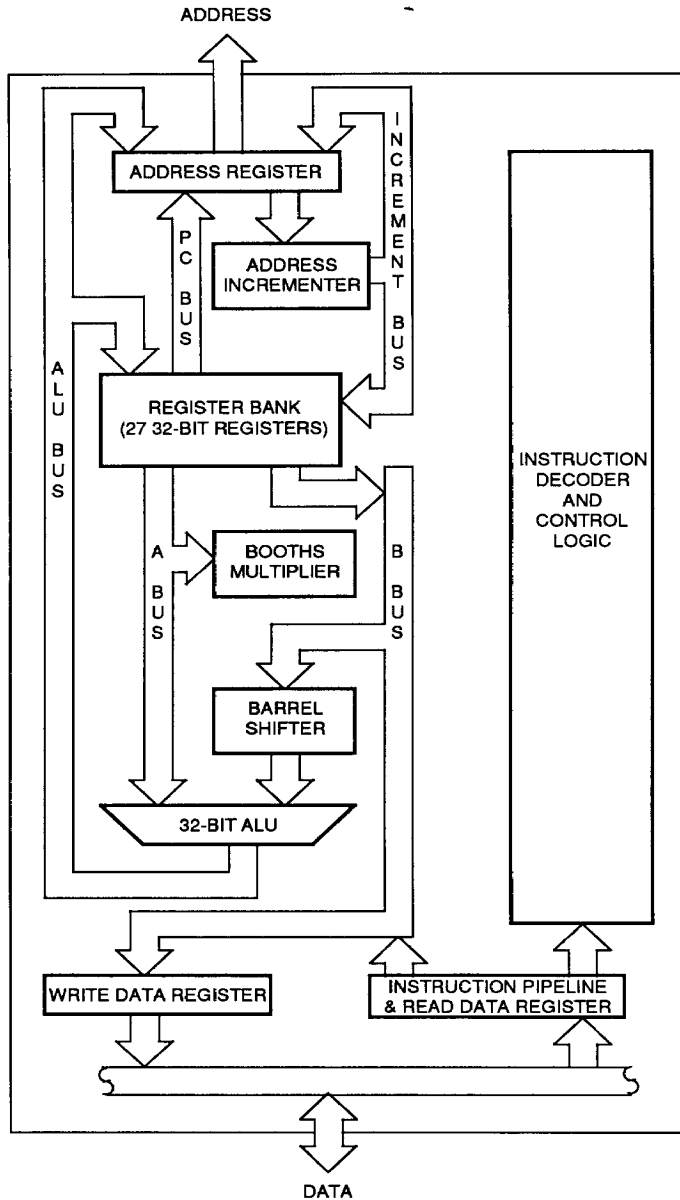 ADDRESS
ADDRESS REGISTER
INCREMENT BUS
PC BUS
ADDRESS
INCREMENTER
ALU BUS
REGISTER BANK
(27 32-BIT REGISTERS)
INSTRUCTION
DECODER
AND
CONTROL
LOGIC
A BUS
BOOTHS
MULTIPLIER
B BUS
BARREL
SHIFTER
32-BIT ALU
WRITE DATA REGISTER
INSTRUCTION PIPELINE
& READ DATA REGISTER
DATA